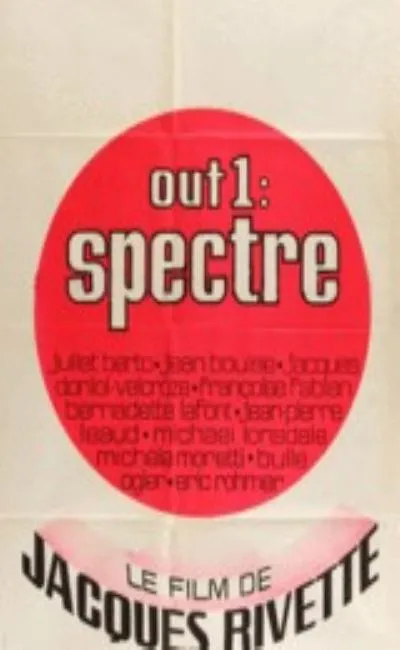 out 1:
spectre
juliet berto • jean bouise • jacques
doniol-valcroze • françoise fabian
bernadette lafont • jean-pierre
leaud • michael lonsdale
michele moretti • bulle
ogier • eric rohmer
LE FILM DE
JACQUES RIVETTE